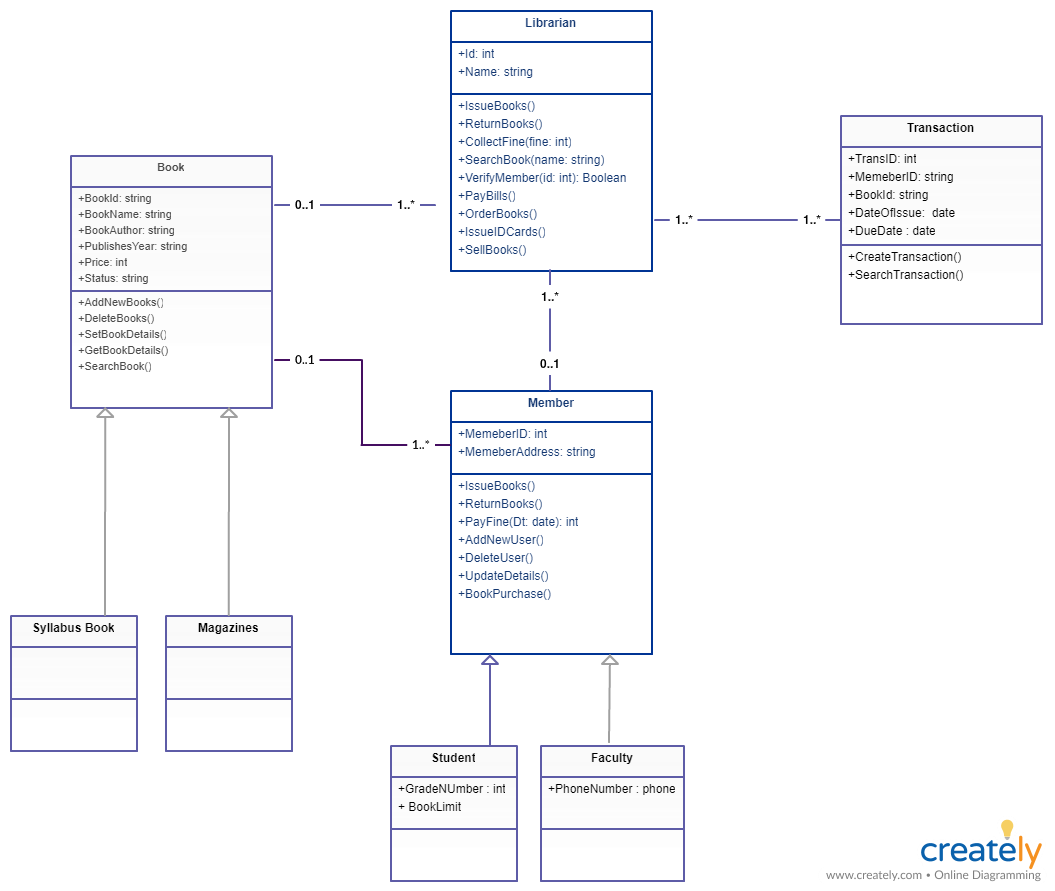 Librarian
+Id: int
+Name: string
+IssueBooks()
+ReturnBooks()
+CollectFine(fine: int)
+SearchBook(name: string)
+VerifyMember(id: int): Boolean
+PayBills()
+OrderBooks()
+IssueIDCards()
+SellBooks()
Transaction
+TransID: int
+MemeberID: string
+BookId: string
+DateOfIssue: date
+DueDate : date
+CreateTransaction()
+SearchTransaction()
Book
+BookId: string
+BookName: string
+BookAuthor: string
+PublishesYear: string
+Price: int
+Status: string
+AddNewBooks()
+DeleteBooks()
+SetBookDetails()
+GetBookDetails()
+SearchBook()
0..1
1..*
1..*
1..*
1..*
0..1
0..1
1..*
Member
+MemeberID: int
+MemeberAddress: string
+IssueBooks()
+ReturnBooks()
+PayFine(Dt: date): int
+AddNewUser()
+DeleteUser()
+UpdateDetails()
+BookPurchase()
Syllabus Book
Magazines
Student
+GradeNUmber : int
+ BookLimit
Faculty
+PhoneNumber : phone
creately
www.creately.com • Online Diagramming